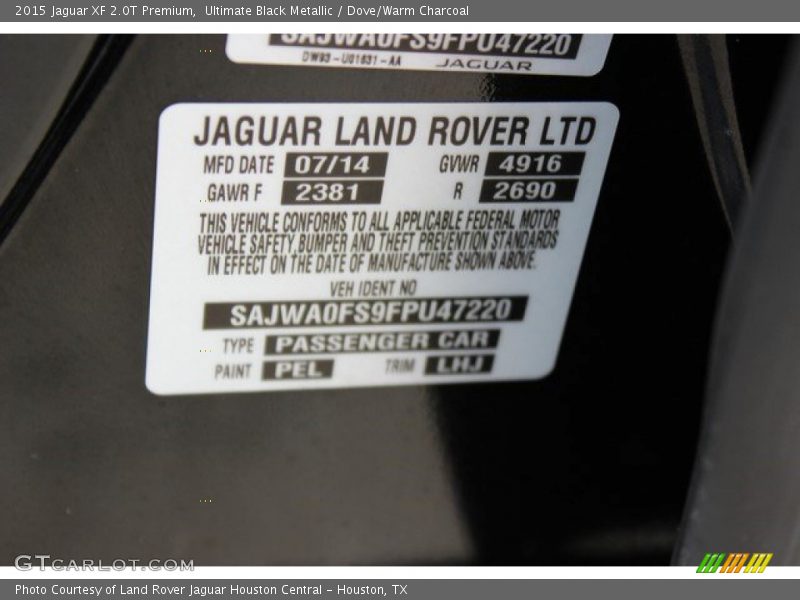 2015 Jaguar XF 2.0T Premium,  Ultimate Black Metallic / Dove/Warm Charcoal
SAJWA0FS9FPU47220
DW93-U01631-AA JAGUAR
JAGUAR LAND ROVER LTD
MFD DATE 07/14 GVWR 4916
GAWR F 2381 R 2690
THIS VEHICLE CONFORMS TO ALL APPLICABLE FEDERAL MOTOR
VEHICLE SAFETY, BUMPER AND THEFT PREVENTION STANDARDS
IN EFFECT ON THE DATE OF MANUFACTURE SHOWN ABOVE.
VEH IDENT NO
SAJWA0FS9FPU47220
TYPE PASSENGER CAR
PAINT PEL TRIM LHJ
GTCARLOT.COM
Photo Courtesy of Land Rover Jaguar Houston Central - Houston, TX